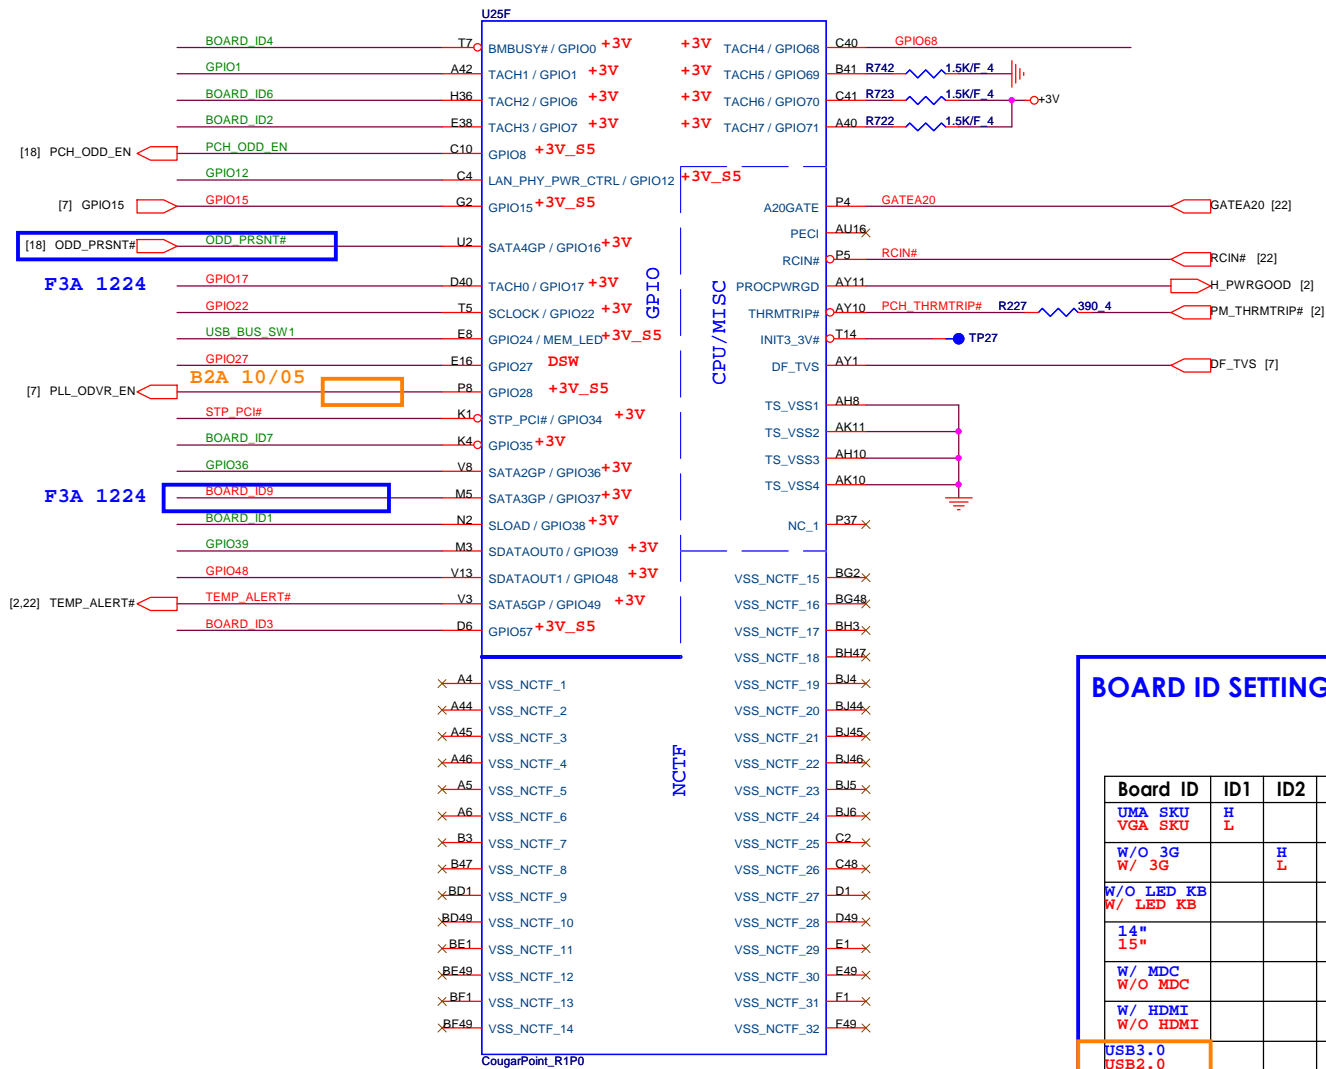 U25F
BOARD_ID4 T7 BMBUSY# / GPIO0 +3V +3V TACH4 / GPIO68 C40 GPIO68
GPIO1 A42 TACH1 / GPIO1 +3V +3V TACH5 / GPIO69 B41 R742 1.5K/F_4
BOARD_ID6 H36 TACH2 / GPIO6 +3V +3V TACH6 / GPIO70 C41 R723 1.5K/F_4 +3V
BOARD_ID2 E38 TACH3 / GPIO7 +3V +3V TACH7 / GPIO71 A40 R722 1.5K/F_4
[18] PCH_ODD_EN PCH_ODD_EN C10 GPIO8 +3V_S5
GPIO12 C4 LAN_PHY_PWR_CTRL / GPIO12 +3V_S5
[7] GPIO15 GPIO15 G2 GPIO15 +3V_S5 A20GATE P4 GATEA20 GATEA20 [22]
PECI AU16
[18] ODD_PRSNT# ODD_PRSNT# U2 SATA4GP / GPIO16 +3V
RCIN# P5 RCIN# RCIN# [22]
F3A 1224 GPIO17 D40 TACH0 / GPIO17 +3V GPIO PROCPWRGD AY11 H_PWRGOOD [2]
GPIO22 T5 SCLOCK / GPIO22 +3V CPU/MISC THRMTRIP# AY10 PCH_THRMTRIP# R227 390_4 PM_THRMTRIP# [2]
USB_BUS_SW1 E8 GPIO24 / MEM_LED +3V_S5 INIT3_3V# T14 TP27
GPIO27 E16 GPIO27 DSW DF_TVS AY1 DF_TVS [7]
B2A 10/05
[7] PLL_ODVR_EN P8 GPIO28 +3V_S5
STP_PCI# K1 STP_PCI# / GPIO34 +3V TS_VSS1 AH8
BOARD_ID7 K4 GPIO35 +3V TS_VSS2 AK11
GPIO36 V8 SATA2GP / GPIO36 +3V TS_VSS3 AH10
F3A 1224 BOARD_ID9 M5 SATA3GP / GPIO37 +3V TS_VSS4 AK10
BOARD_ID1 N2 SLOAD / GPIO38 +3V NC_1 P37
GPIO39 M3 SDATAOUT0 / GPIO39 +3V
GPIO48 V13 SDATAOUT1 / GPIO48 +3V VSS_NCTF_15 BG2
[2,22] TEMP_ALERT# TEMP_ALERT# V3 SATA5GP / GPIO49 +3V VSS_NCTF_16 BG48
BOARD_ID3 D6 GPIO57 +3V_S5 VSS_NCTF_17 BH3
VSS_NCTF_18 BH47
A4 VSS_NCTF_1 VSS_NCTF_19 BJ4
A44 VSS_NCTF_2 VSS_NCTF_20 BJ44
A45 VSS_NCTF_3 VSS_NCTF_21 BJ45
A46 VSS_NCTF_4 NCTF VSS_NCTF_22 BJ46
A5 VSS_NCTF_5 VSS_NCTF_23 BJ5
A6 VSS_NCTF_6 VSS_NCTF_24 BJ6
B3 VSS_NCTF_7 VSS_NCTF_25 C2
B47 VSS_NCTF_8 VSS_NCTF_26 C48
BD1 VSS_NCTF_9 VSS_NCTF_27 D1
BD49 VSS_NCTF_10 VSS_NCTF_28 D49
BE1 VSS_NCTF_11 VSS_NCTF_29 E1
BE49 VSS_NCTF_12 VSS_NCTF_30 E49
BF1 VSS_NCTF_13 VSS_NCTF_31 F1
BF49 VSS_NCTF_14 VSS_NCTF_32 F49
CougarPoint_R1P0
BOARD ID SETTING
Board ID ID1 ID2
UMA SKU H
VGA SKU L
W/O 3G H
W/ 3G L
W/O LED KB
W/ LED KB
14"
15"
W/ MDC
W/O MDC
W/ HDMI
W/O HDMI
USB3.0
USB2.0